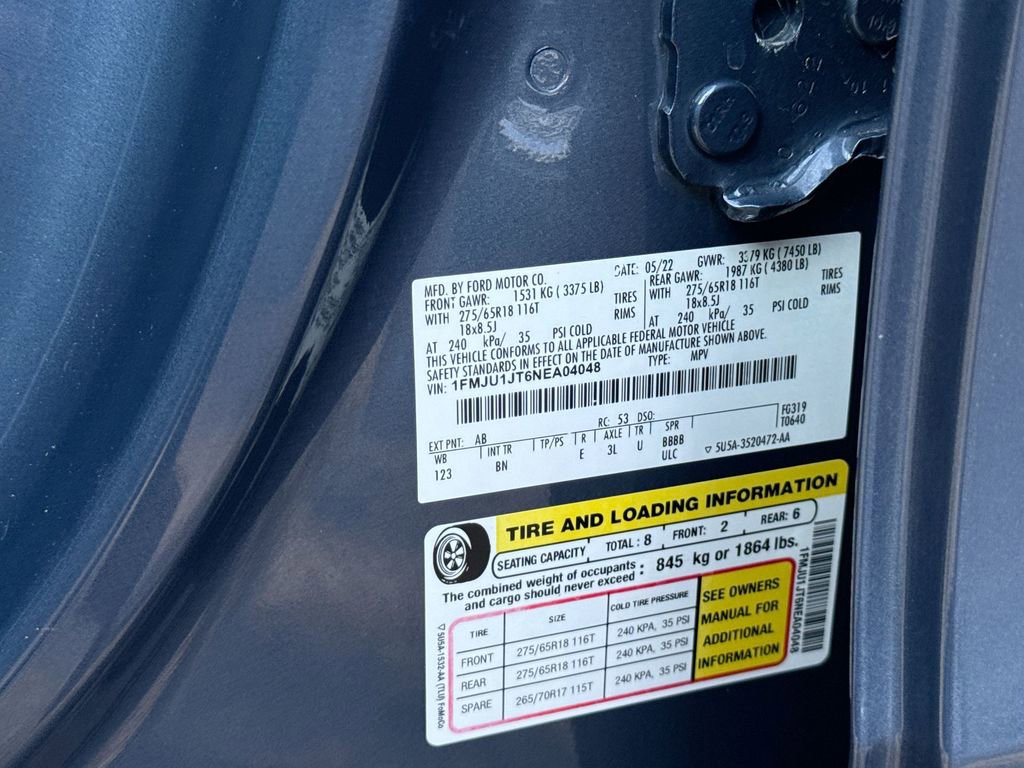 MFD. BY FORD MOTOR CO.
DATE: 05/22 GVWR: 3379 KG ( 7450 LB)
FRONT GAWR: 1531 KG ( 3375 LB) REAR GAWR: 1987 KG ( 4380 LB)
WITH 275/65R18 116T TIRES WITH 275/65R18 116T TIRES
18x8.5J RIMS 18x8.5J RIMS
AT 240 kPa/ 35 PSI COLD AT 240 kPa/ 35 PSI COLD
THIS VEHICLE CONFORMS TO ALL APPLICABLE FEDERAL MOTOR VEHICLE
SAFETY STANDARDS IN EFFECT ON THE DATE OF MANUFACTURE SHOWN ABOVE.
VIN: 1FMJU1JT6NEA04048 TYPE: MPV
EXT PNT: AB RC: 53 DSO: FG319
T0640
WB INT TR TP/PS R AXLE TR SPR
123 BN E 3L U BBBB
ULC
5U5A-3520472-AA
TIRE AND LOADING INFORMATION
SEATING CAPACITY TOTAL : 8 FRONT: 2 REAR: 6
The combined weight of occupants and cargo should never exceed : 845 kg or 1864 lbs.
TIRE SIZE COLD TIRE PRESSURE
FRONT 275/65R18 116T 240 KPA, 35 PSI
REAR 275/65R18 116T 240 KPA, 35 PSI
SPARE 265/70R17 115T 240 KPA, 35 PSI
SEE OWNERS
MANUAL FOR
ADDITIONAL
INFORMATION
1FMJU1JT6NEA04048
5U5A-1532-AA (TLU) FoMoCo